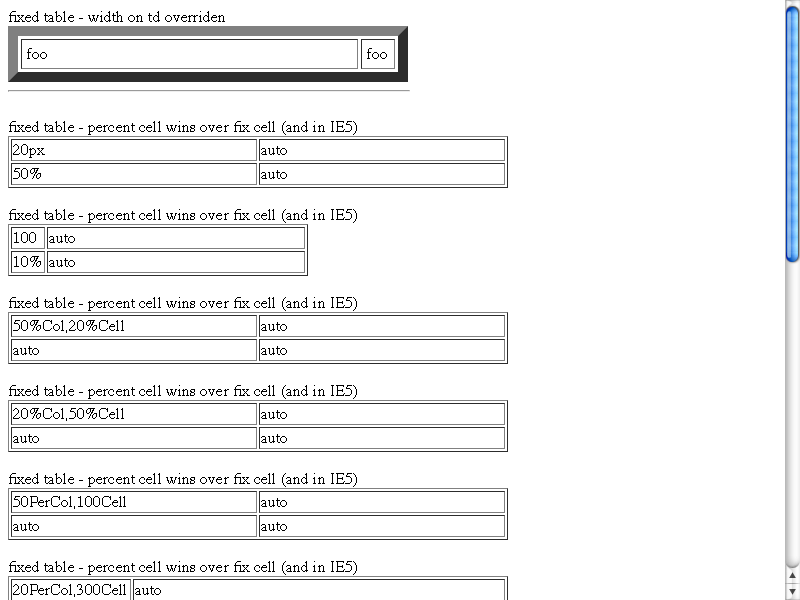 fixed table - width on td overriden
foo foo
fixed table - percent cell wins over fix cell (and in IE5)
20px auto
50% auto
fixed table - percent cell wins over fix cell (and in IE5)
100 auto
10% auto
fixed table - percent cell wins over fix cell (and in IE5)
50%Col,20%Cell auto
auto auto
fixed table - percent cell wins over fix cell (and in IE5)
20%Col,50%Cell auto
auto auto
fixed table - percent cell wins over fix cell (and in IE5)
50PerCol,100Cell auto
auto auto
fixed table - percent cell wins over fix cell (and in IE5)
20PerCol,300Cell auto